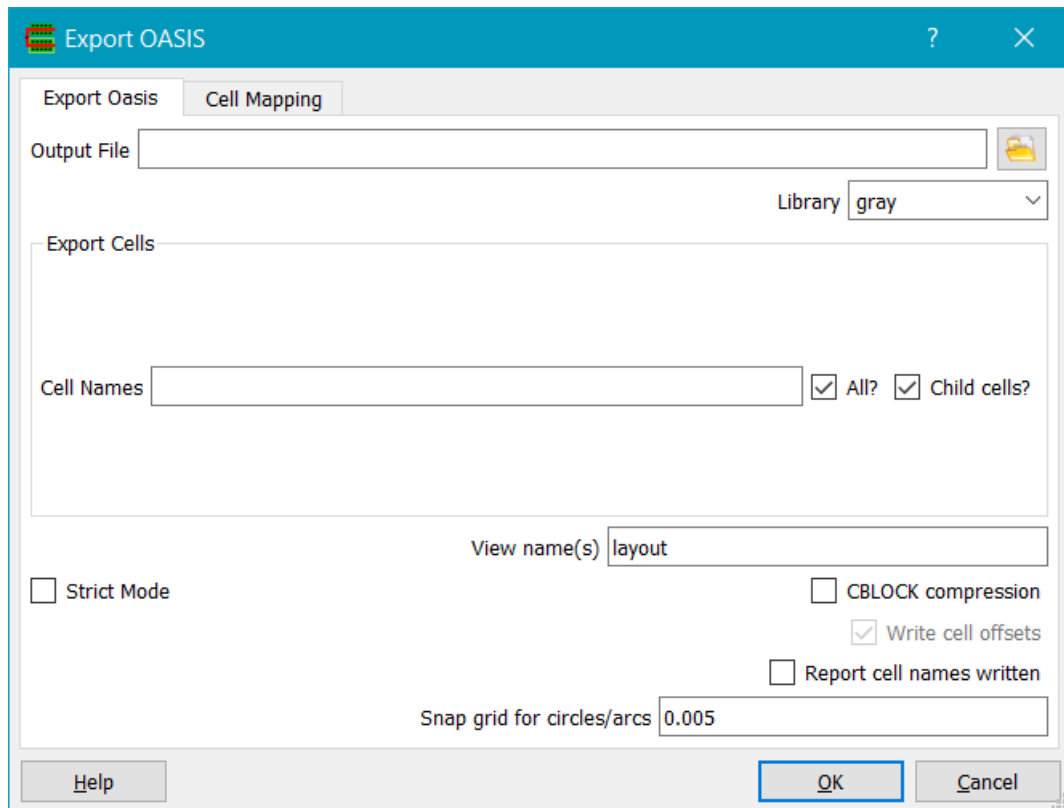 Export OASIS ?
Export Oasis Cell Mapping
Output File
Library gray
Export Cells
Cell Names All? Child cells?
View name(s) layout
Strict Mode CBLOCK compression
Write cell offsets
Report cell names written
Snap grid for circles/arcs 0.005
Help OK Cancel